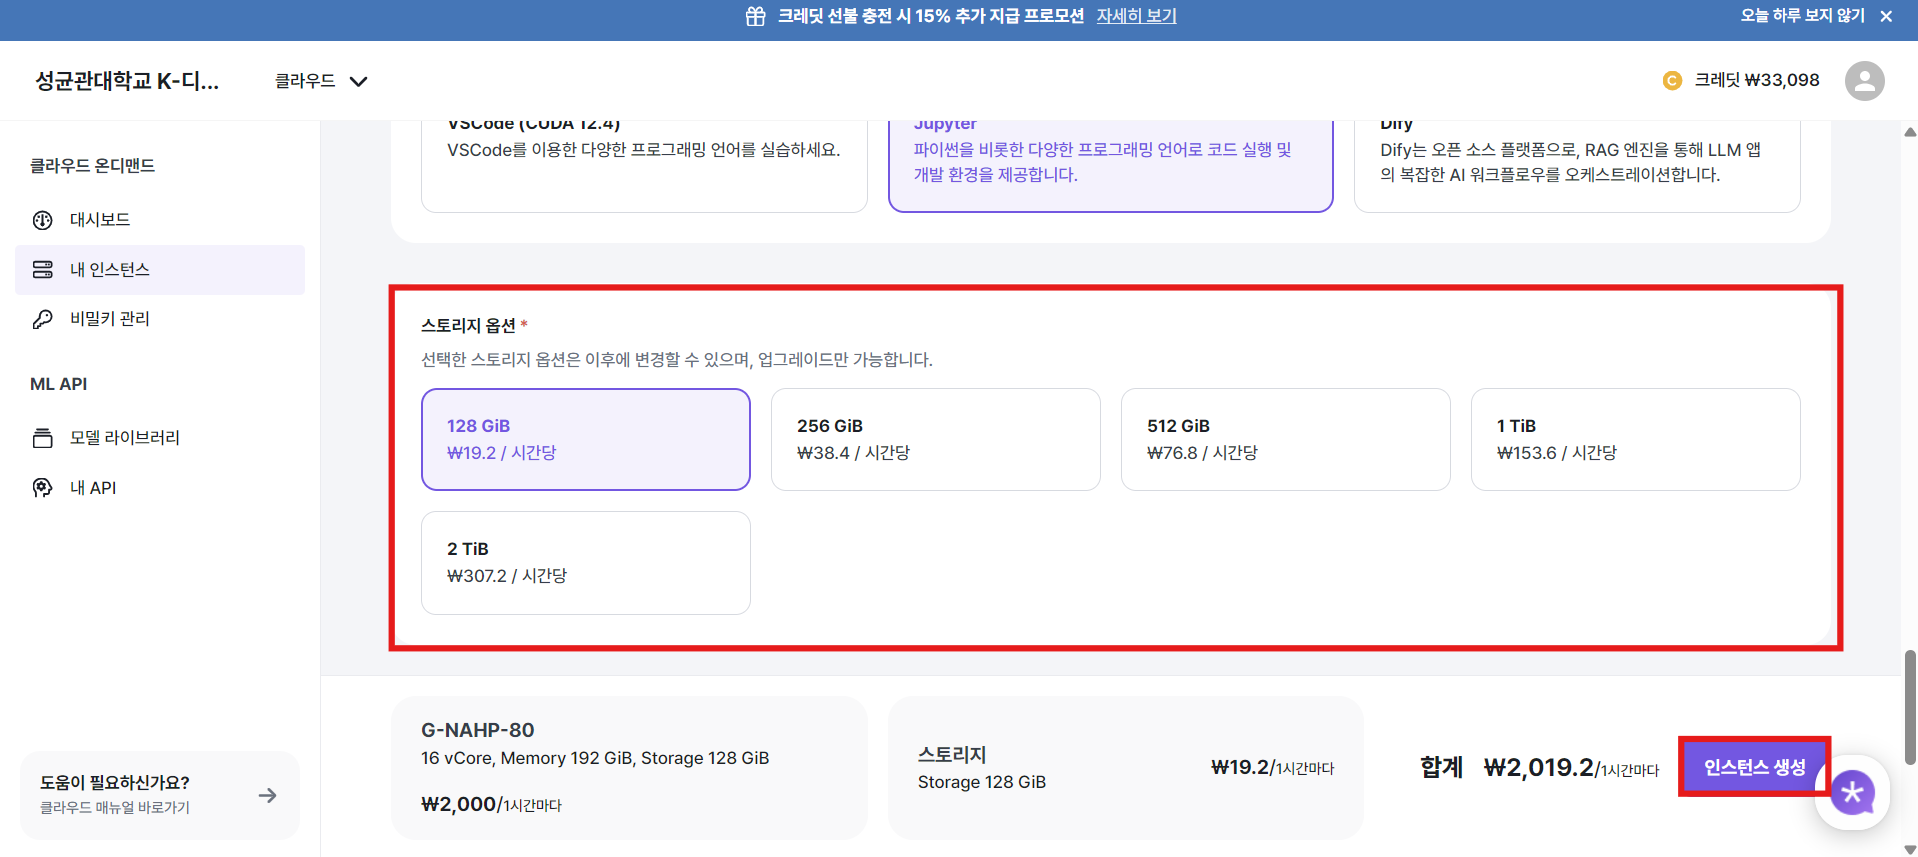 크레딧 선불 충전 시 15% 추가 지급 프로모션 자세히 보기
오늘 하루 보지 않기
성균관대학교 K-디...
클라우드
크레딧 ₩33,098
클라우드 온디맨드
대시보드
내 인스턴스
비밀키 관리
ML API
모델 라이브러리
내 API
도움이 필요하신가요?
클라우드 매뉴얼 바로가기
VSCode (CUDA 12.4)
VSCode를 이용한 다양한 프로그래밍 언어를 실습하세요.
Jupyter
파이썬을 비롯한 다양한 프로그래밍 언어로 코드 실행 및
개발 환경을 제공합니다.
Dify
Dify는 오픈 소스 플랫폼으로, RAG 엔진을 통해 LLM 앱
의 복잡한 AI 워크플로우를 오케스트레이션합니다.
스토리지 옵션 *
선택한 스토리지 옵션은 이후에 변경할 수 있으며, 업그레이드만 가능합니다.
128 GiB
₩19.2 / 시간당
256 GiB
₩38.4 / 시간당
512 GiB
₩76.8 / 시간당
1 TiB
₩153.6 / 시간당
2 TiB
₩307.2 / 시간당
G-NAHP-80
16 vCore, Memory 192 GiB, Storage 128 GiB
₩2,000/1시간마다
스토리지
Storage 128 GiB
₩19.2/1시간마다
합계 ₩2,019.2/1시간마다
인스턴스 생성